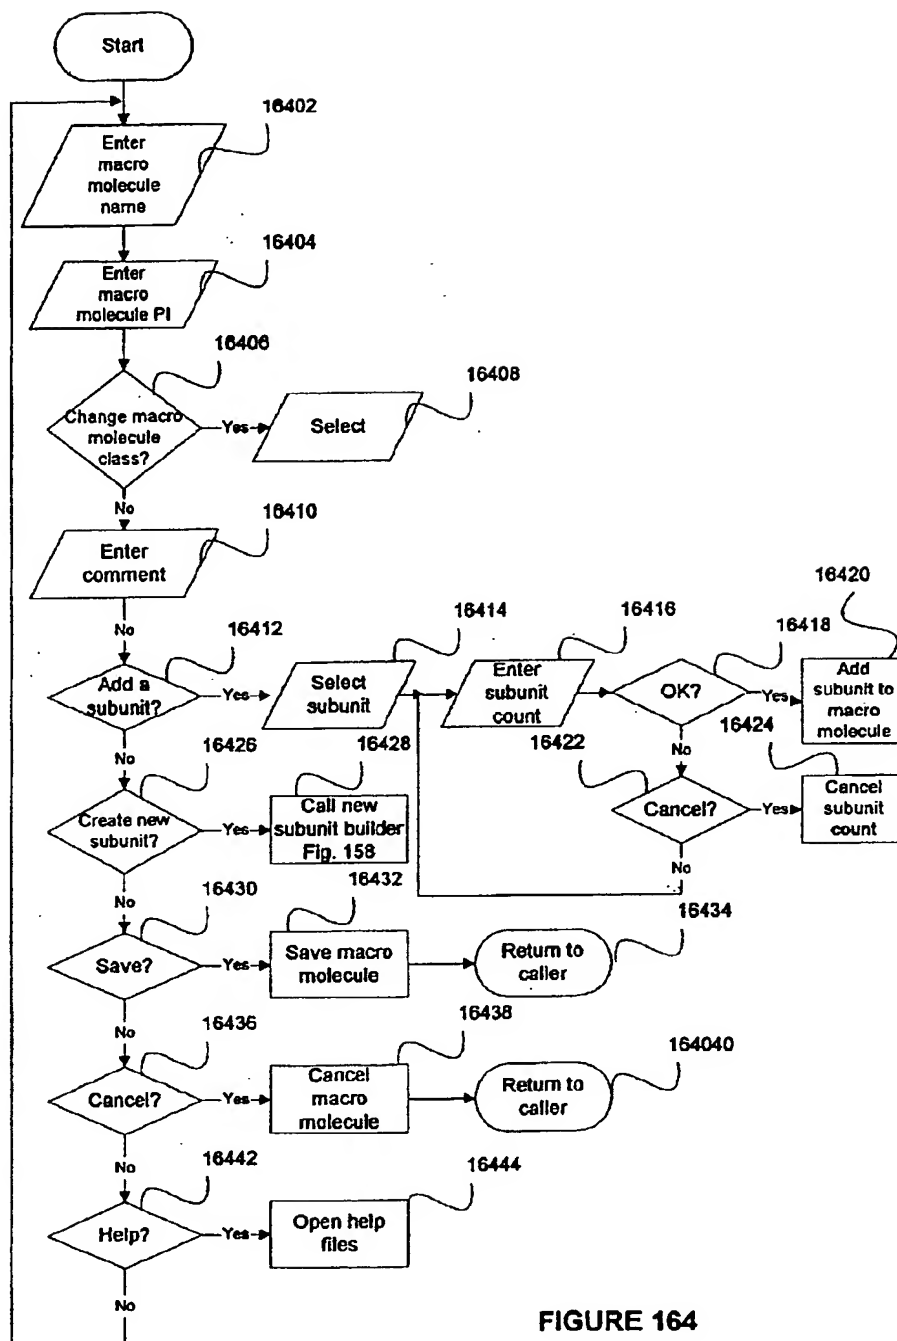 Start
16402
Enter
macro
molecule
name
16404
Enter
macro
molecule PI
16406
Change macro
molecule
class?
Yes
16408
Select
No
16410
Enter
comment
No
16412
Add a
subunit?
Yes
16414
Select
subunit
16416
Enter
subunit
count
16418
OK?
Yes
16420
Add
subunit to
macro
molecule
No
16422
Cancel?
Yes
16424
Cancel
subunit
count
No
No
16426
Create new
subunit?
Yes
16428
Call new
subunit builder
Fig. 158
No
16430
Save?
Yes
16432
Save macro
molecule
16434
Return to
caller
No
16436
Cancel?
Yes
16438
Cancel
macro
molecule
164040
Return to
caller
No
16442
Help?
Yes
16444
Open help
files
No
FIGURE 164